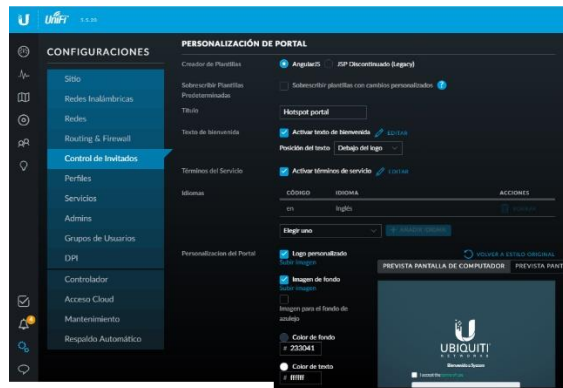 UniFi 5.5.20
CONFIGURACIONES
Sitio
Redes Inalámbricas
Redes
Routing & Firewall
Control de Invitados
Perfiles
Servicios
Admins
Grupos de Usuarios
DPI
Controlador
Acceso Cloud
Mantenimiento
Respaldo Automático
PERSONALIZACIÓN DE PORTAL
Creador de Plantillas
AngularJS
JSP Discontinuado (Legacy)
Sobrescribir Plantillas
Predeterminadas
Sobrescribir plantillas con cambios personalizados
Título
Hotspot portal
Texto de bienvenida
Activar texto de bienvenida EDITAR
Posición del texto Debajo del logo
Términos del Servicio
Activar términos de servicio EDITAR
Idiomas
CÓDIGO IDIOMA ACCIONES
en Inglés
Elegir uno + AÑADIR IDIOMA
Personalizacion del Portal
Logo personalizado
Subir Imagen
Imagen de fondo
Subir Imagen
Imagen para el fondo de
azulejo
Color de fondo
# 233041
Color de texto
# ffffff
VOLVER A ESTILO ORIGINAL
PREVISTA PANTALLA DE COMPUTADOR PREVISTA PANT
UBIQUITI
NETWORKS
I accept the